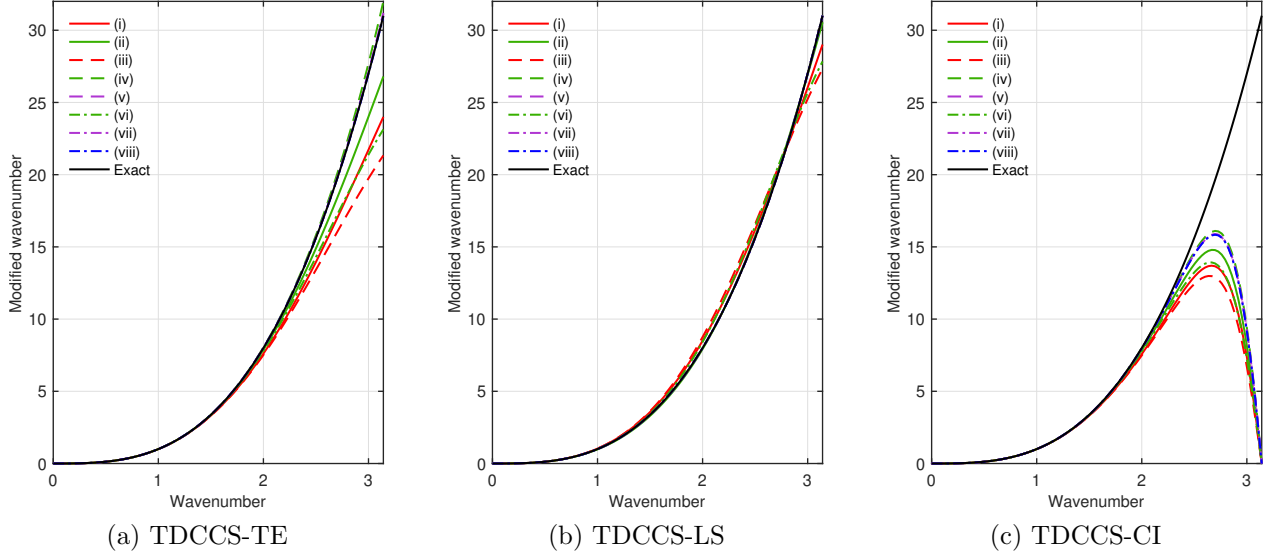 Modified wavenumber
30
25
20
15
10
5
0
0 1 2 3
Wavenumber
(i)
(ii)
(iii)
(iv)
(v)
(vi)
(vii)
(viii)
Exact
(a) TDCCS-TE
Modified wavenumber
30
25
20
15
10
5
0
0 1 2 3
Wavenumber
(i)
(ii)
(iii)
(iv)
(v)
(vi)
(vii)
(viii)
Exact
(b) TDCCS-LS
Modified wavenumber
30
25
20
15
10
5
0
0 1 2 3
Wavenumber
(i)
(ii)
(iii)
(iv)
(v)
(vi)
(vii)
(viii)
Exact
(c) TDCCS-CI